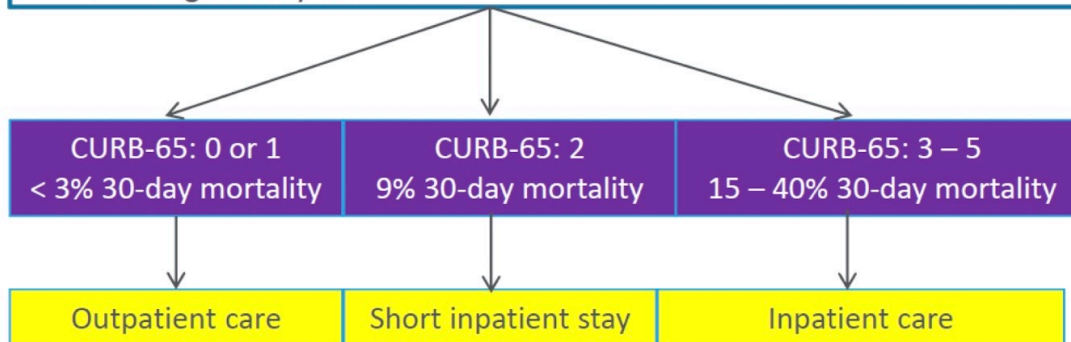 CURB-65: 0 or 1
< 3% 30-day mortality
CURB-65: 2
9% 30-day mortality
CURB-65: 3 – 5
15 – 40% 30-day mortality
Outpatient care
Short inpatient stay
Inpatient care